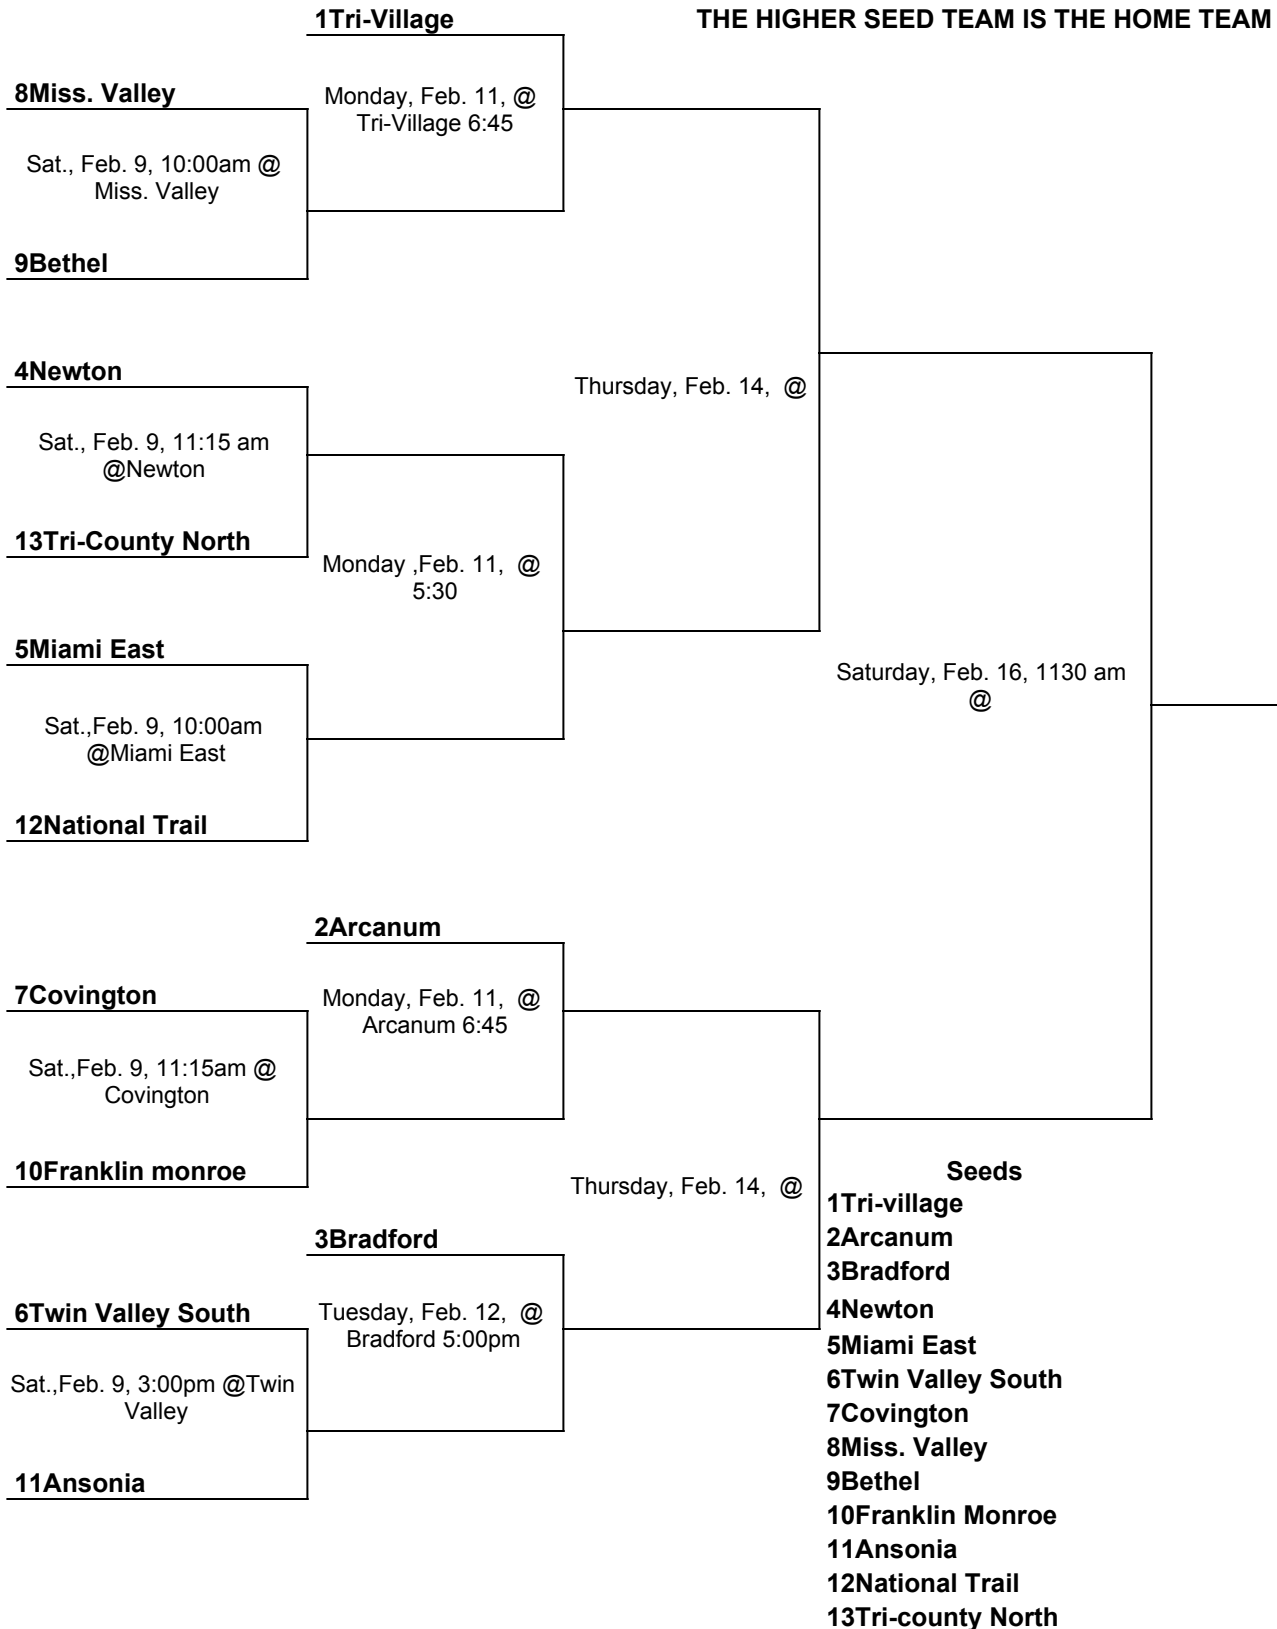 1Tri-Village
THE HIGHER SEED TEAM IS THE HOME TEAM
8Miss. Valley
Monday, Feb. 11, @
Tri-Village 6:45
Sat., Feb. 9, 10:00am @
Miss. Valley
9Bethel
4Newton
Thursday, Feb. 14, @
Sat., Feb. 9, 11:15 am
@Newton
13Tri-County North
Monday ,Feb. 11, @
5:30
5Miami East
Saturday, Feb. 16, 1130 am
@
Sat.,Feb. 9, 10:00am
@Miami East
12National Trail
2Arcanum
7Covington
Monday, Feb. 11, @
Arcanum 6:45
Sat.,Feb. 9, 11:15am @
Covington
10Franklin monroe
Thursday, Feb. 14, @
3Bradford
6Twin Valley South
Tuesday, Feb. 12, @
Bradford 5:00pm
Sat.,Feb. 9, 3:00pm @Twin
Valley
11Ansonia
Seeds
1Tri-village
2Arcanum
3Bradford
4Newton
5Miami East
6Twin Valley South
7Covington
8Miss. Valley
9Bethel
10Franklin Monroe
11Ansonia
12National Trail
13Tri-county North